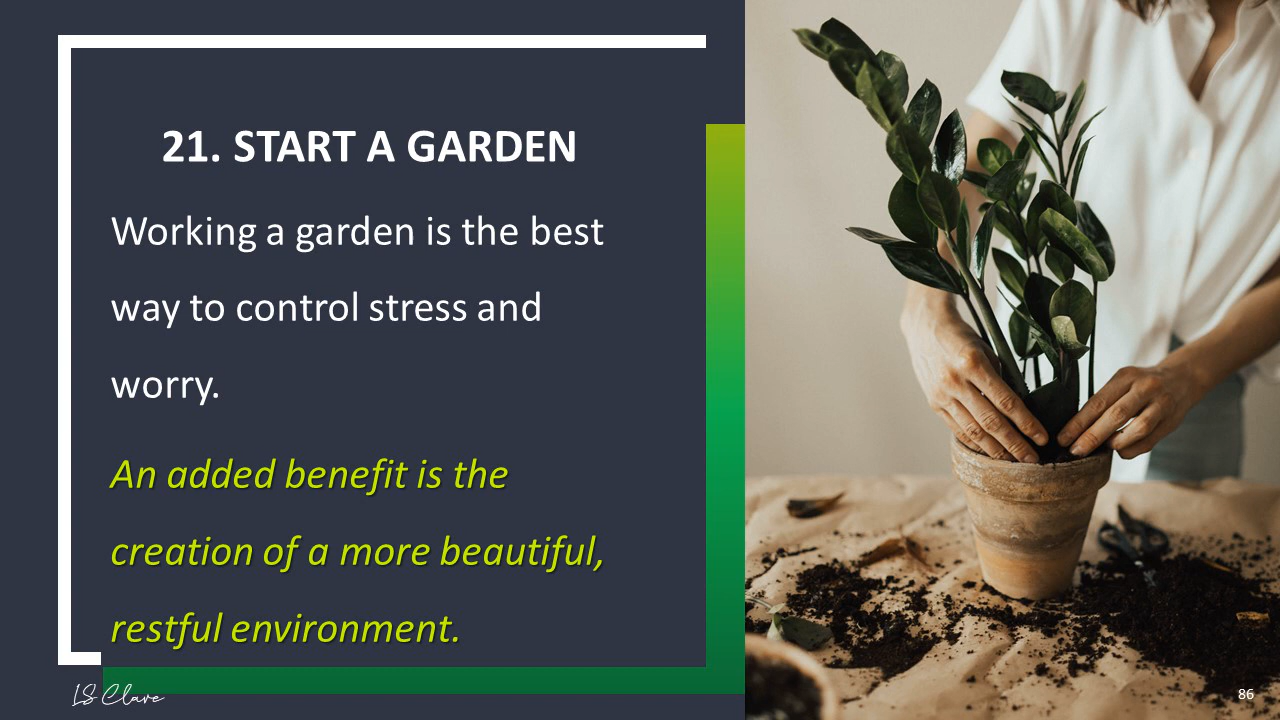 21. START A GARDEN
Working a garden is the best
way to control stress and
worry.
An added benefit is the
creation of a more beautiful,
restful environment.
LS Clave
86